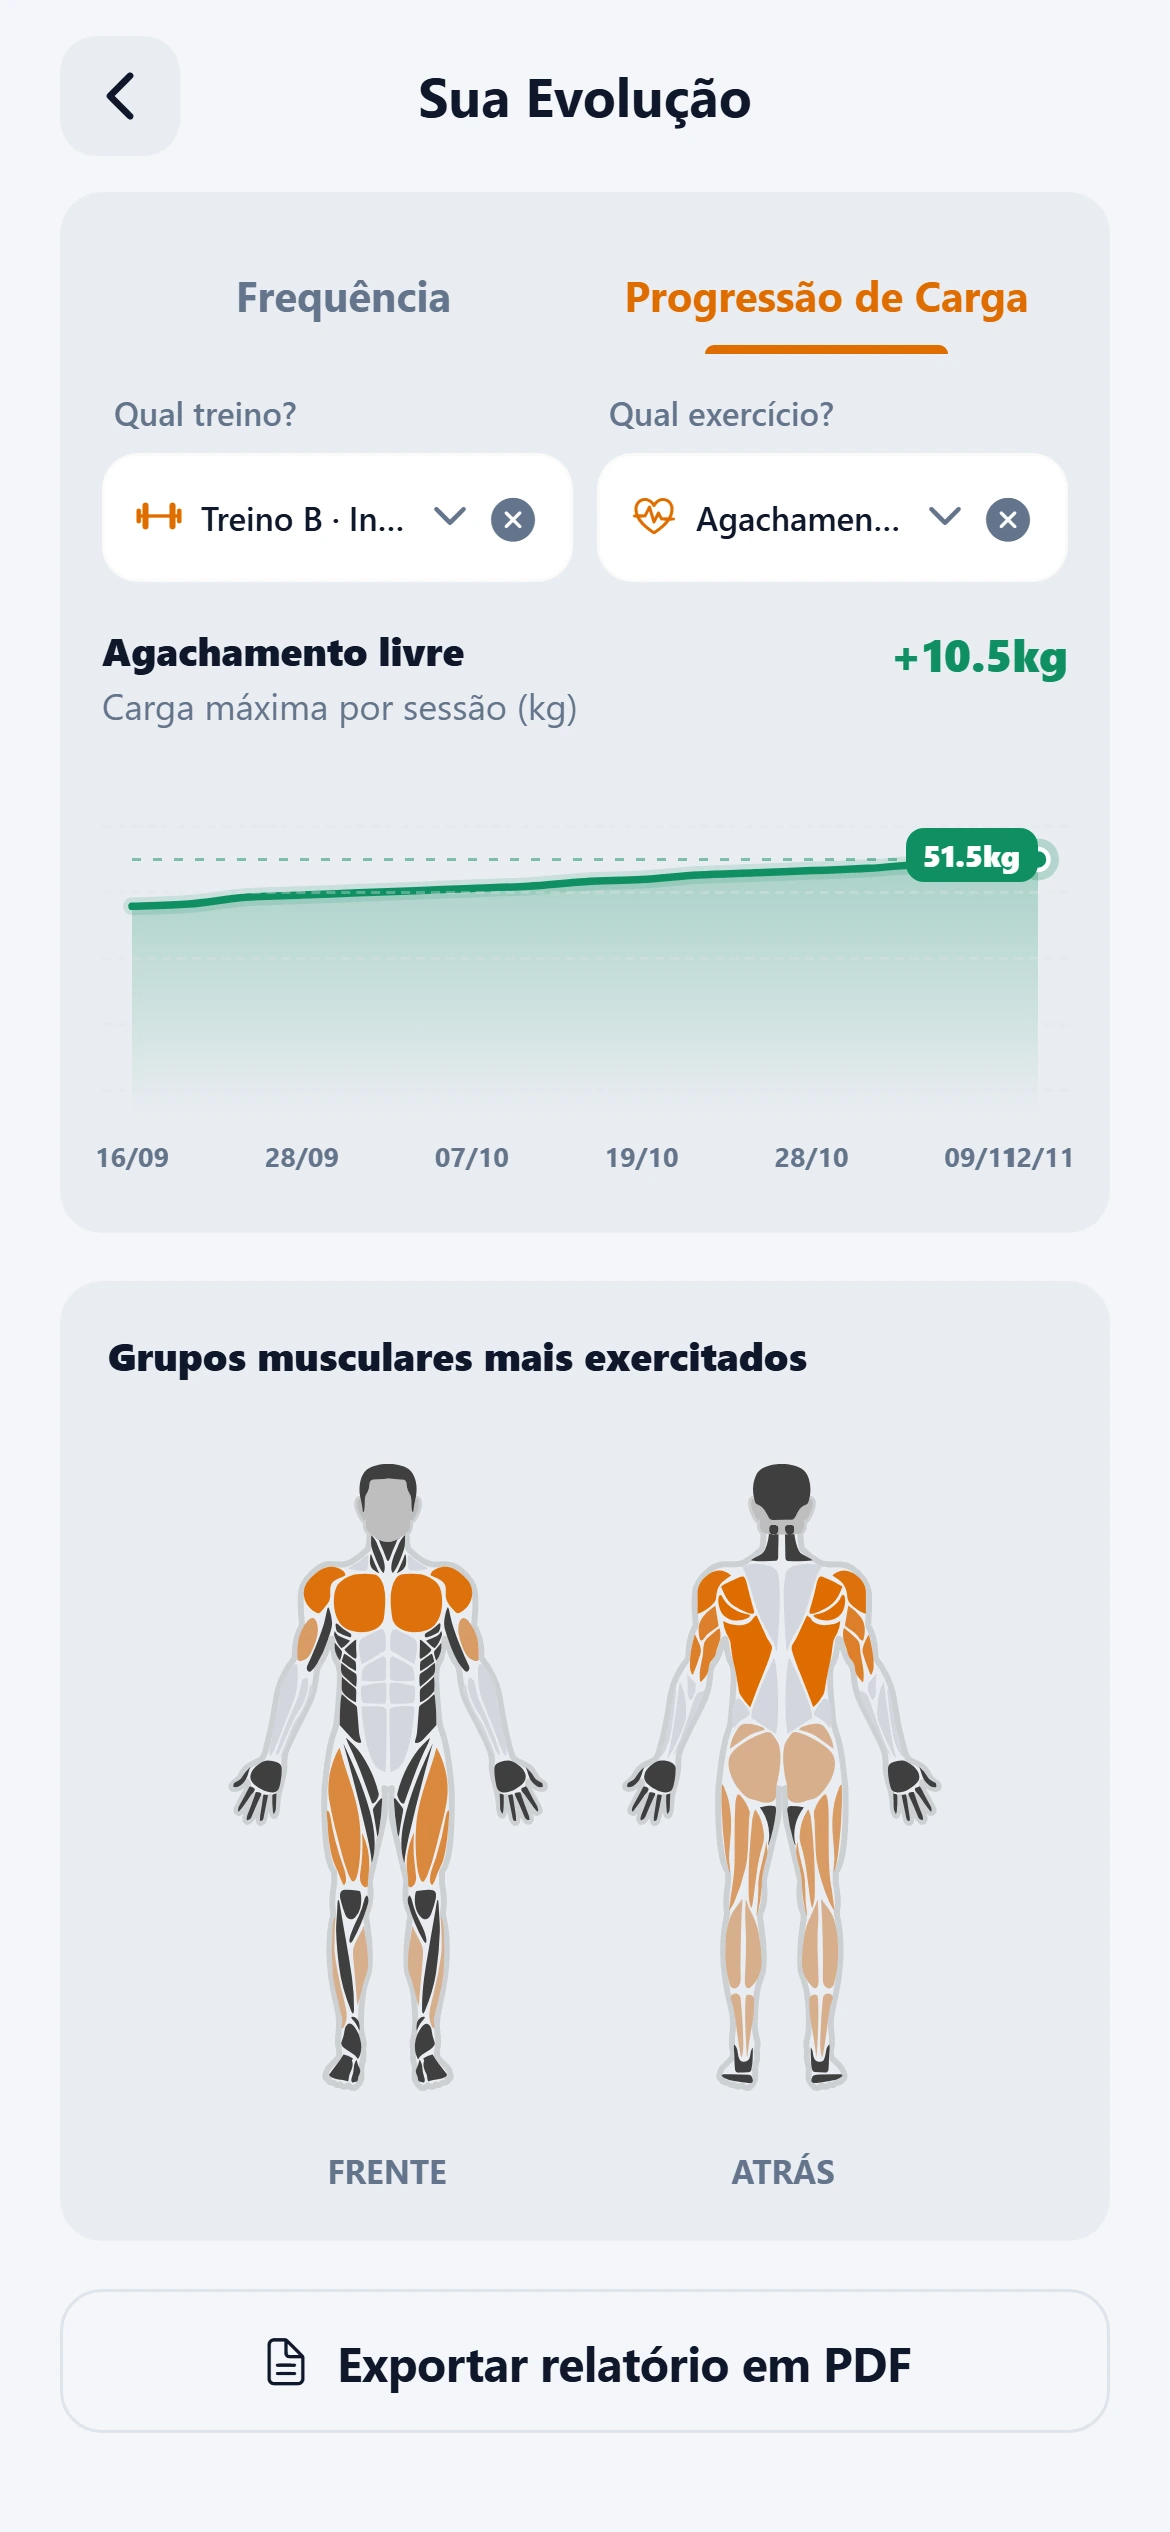 Sua Evolução
Frequência
Progressão de Carga
Qual treino?
Qual exercício?
Treino B · In...
Agachamen...
Agachamento livre
+10.5kg
Carga máxima por sessão (kg)
51.5kg
16/09 28/09 07/10 19/10 28/10 09/11 12/11
Grupos musculares mais exercitados
FRENTE
ATRÁS
Exportar relatório em PDF